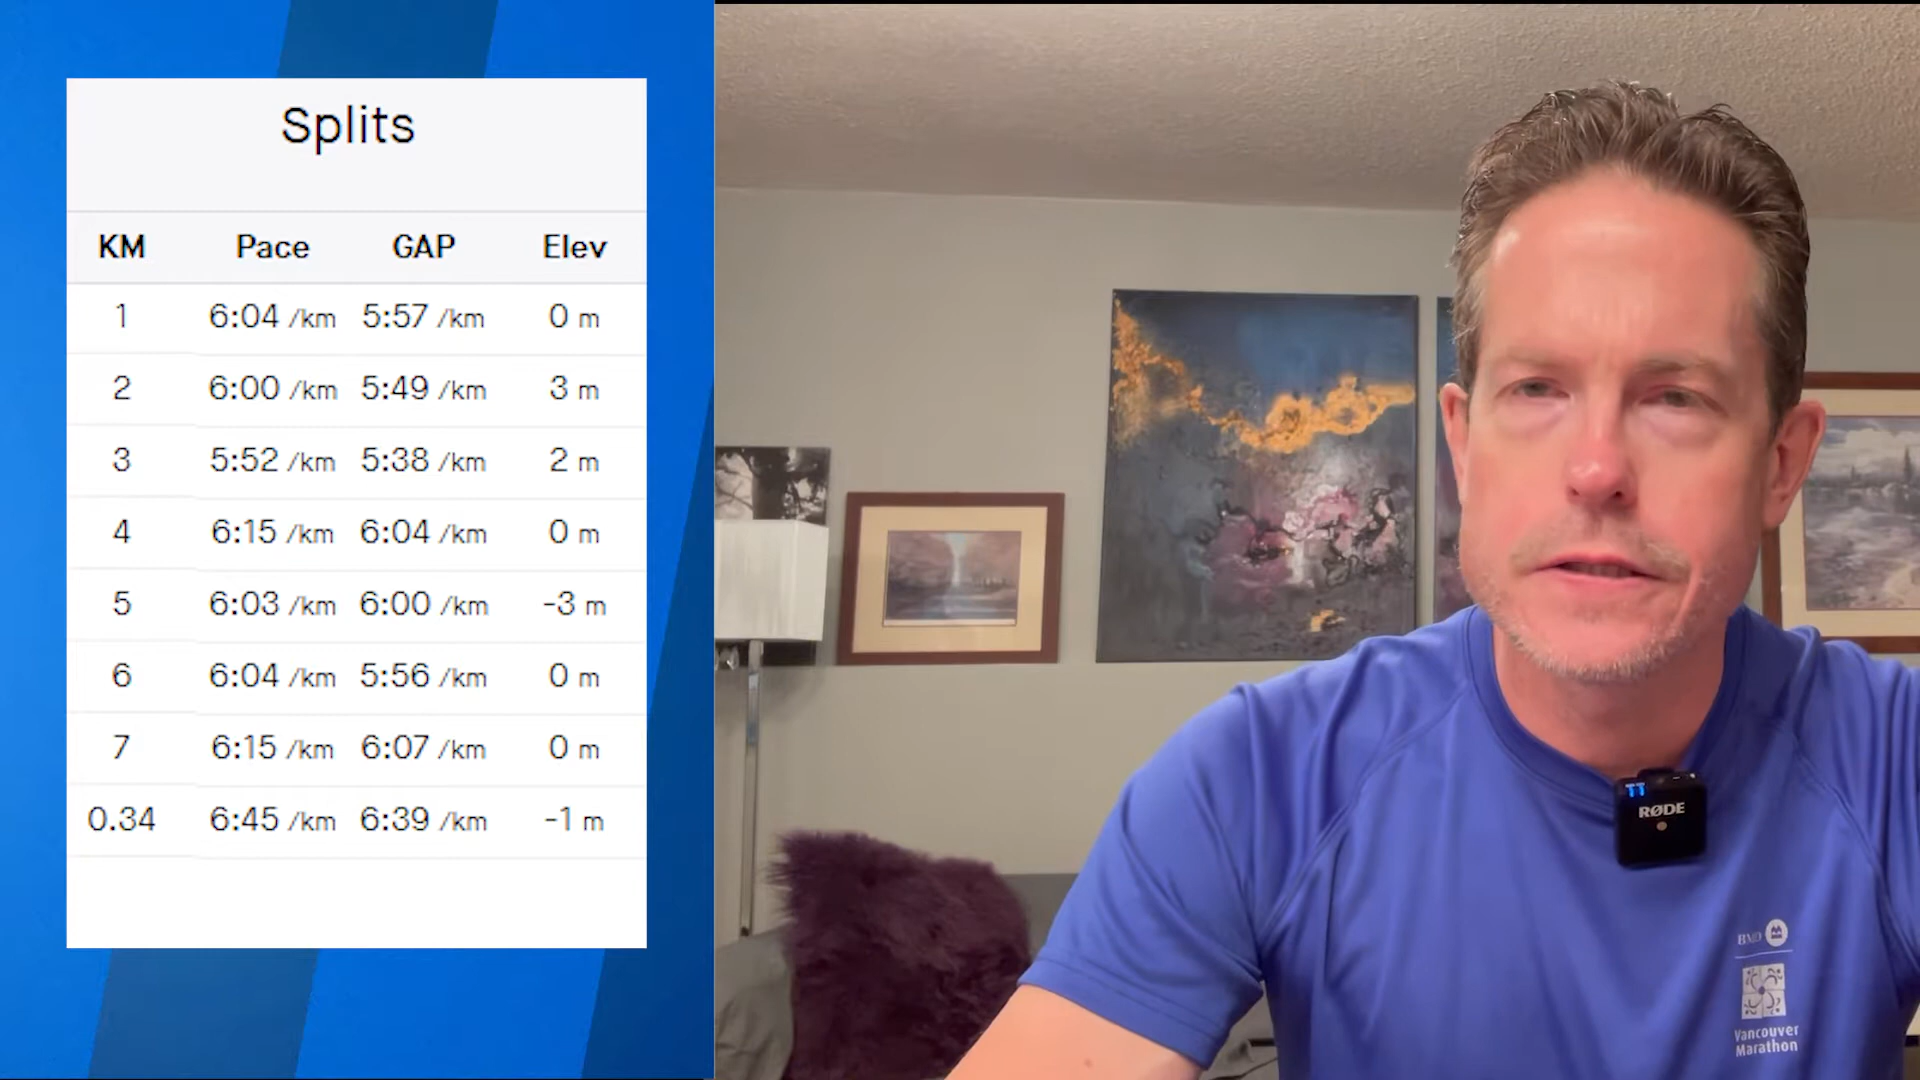 Splits
KM Pace GAP Elev
1 6:04 /km 5:57 /km 0 m
2 6:00 /km 5:49 /km 3 m
3 5:52 /km 5:38 /km 2 m
4 6:15 /km 6:04 /km 0 m
5 6:03 /km 6:00 /km -3 m
6 6:04 /km 5:56 /km 0 m
7 6:15 /km 6:07 /km 0 m
0.34 6:45 /km 6:39 /km -1 m
RØDE
BMO
Vancouver
Marathon